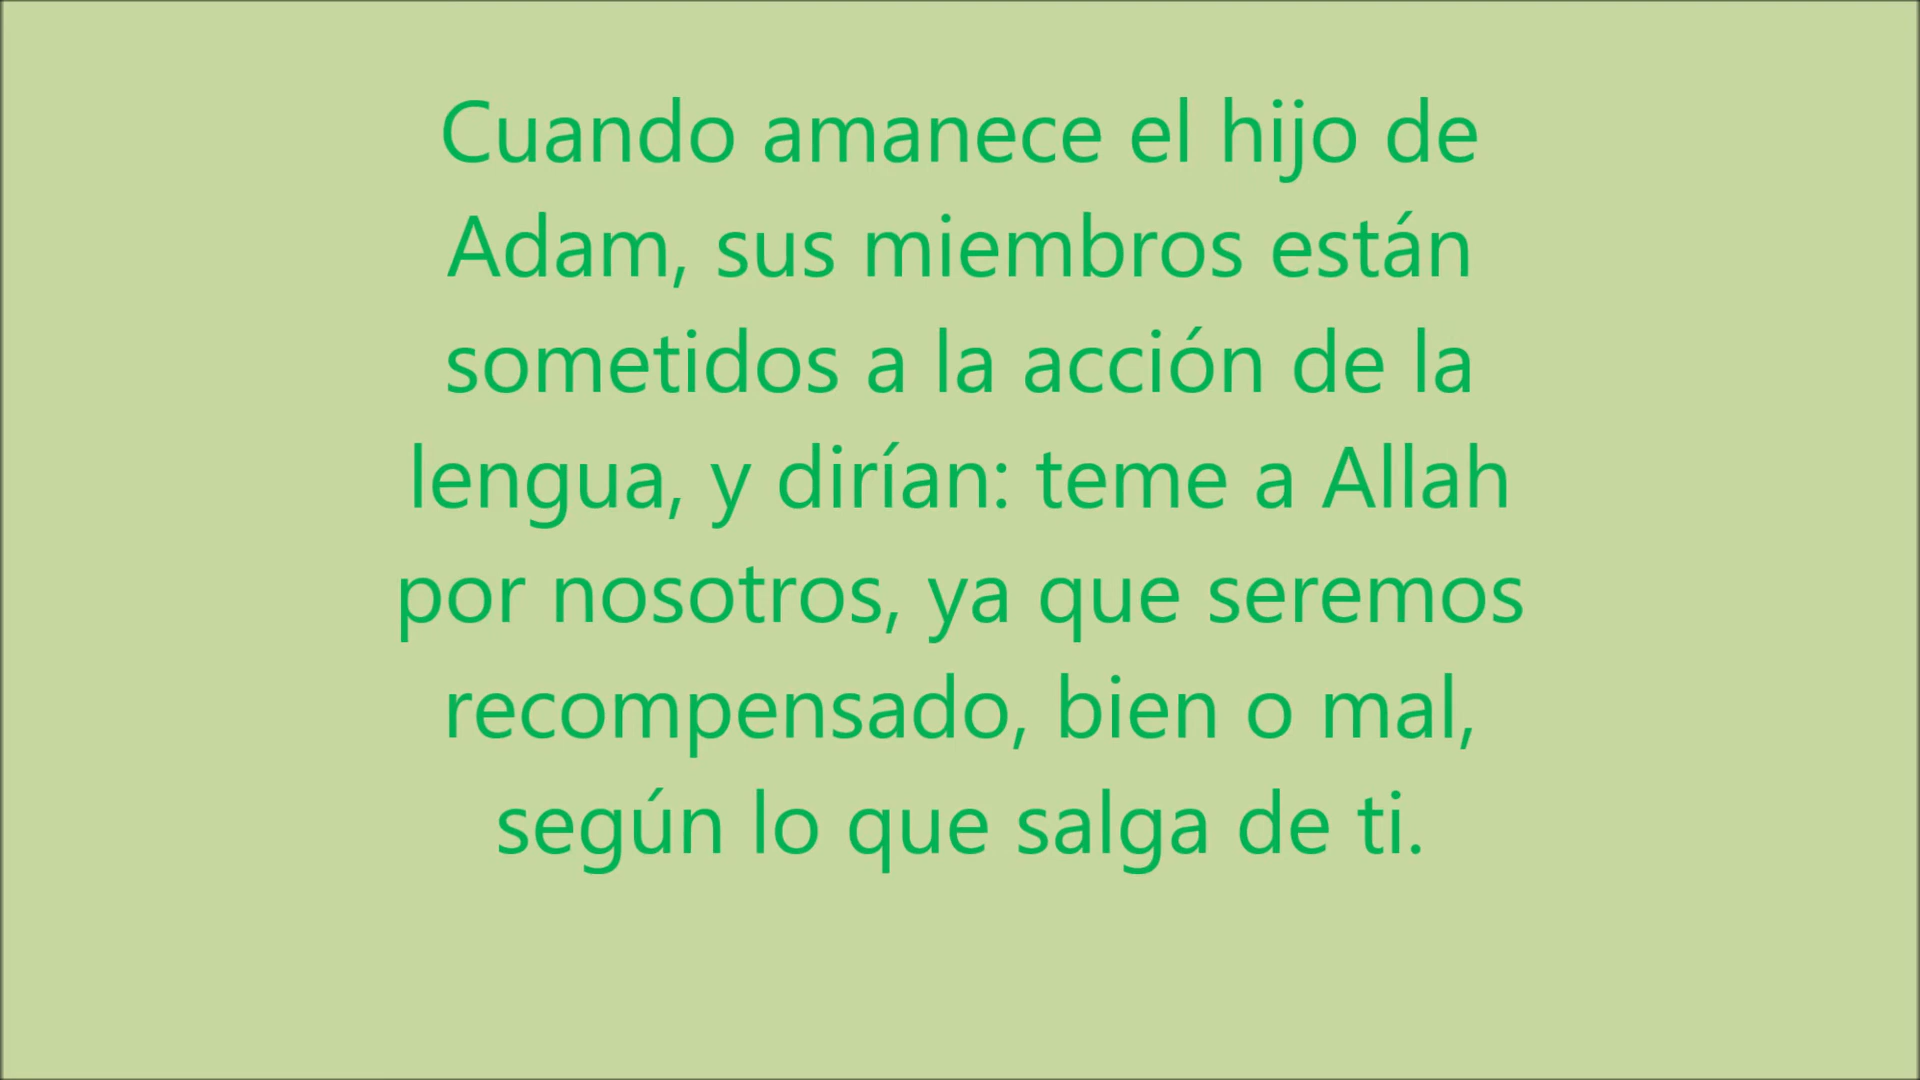 Cuando amanece el hijo de
Adam, sus miembros están
sometidos a la acción de la
lengua, y dirían: teme a Allah
por nosotros, ya que seremos
recompensado, bien o mal,
según lo que salga de ti.